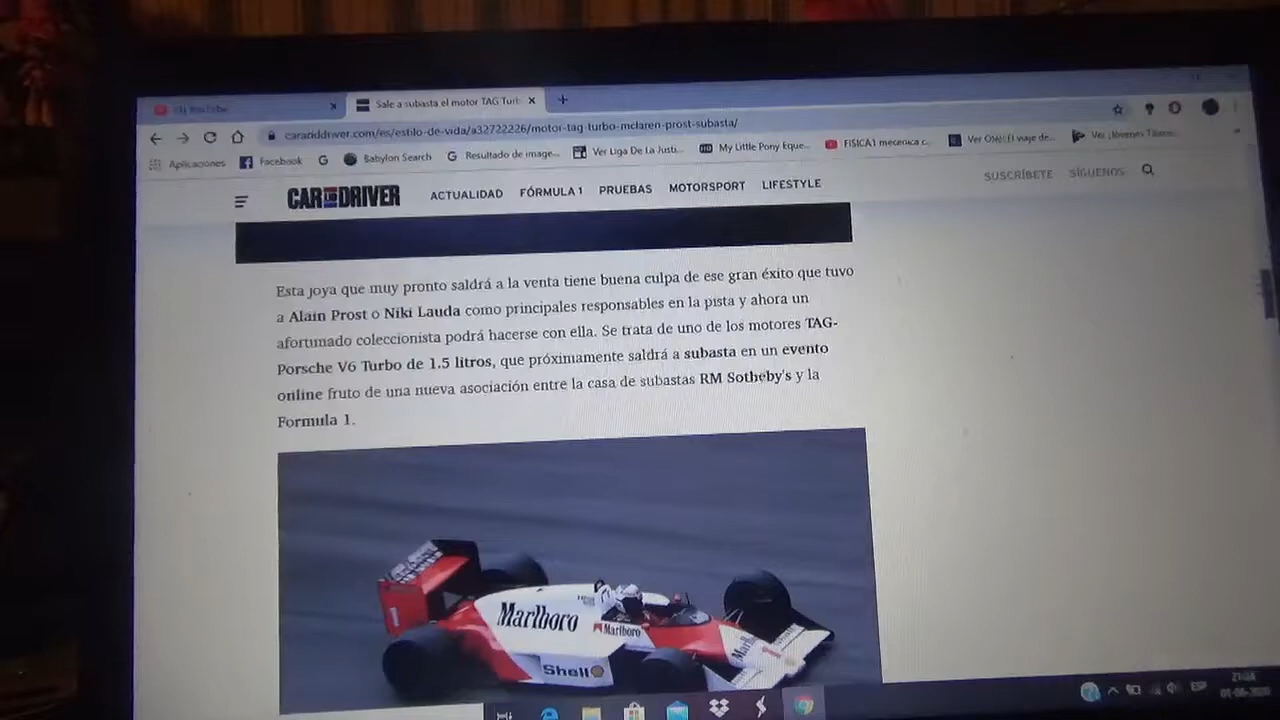 Sale a subasta el motor TAG Turb
caranddriver.com/es/estilo-de-vida/a32722226/motor-tag-turbo-mclaren-prost-subasta/
Aplicaciones Facebook Babylon Search Resultado de image... Ver Liga De La Justi... My Little Pony Eque... FISICA1 mecanica c... Ver ¡Jóvenes Titane...
CAR AND DRIVER ACTUALIDAD FÓRMULA 1 PRUEBAS MOTORSPORT LIFESTYLE SUSCRÍBETE SÍGUENOS
Esta joya que muy pronto saldrá a la venta tiene buena culpa de ese gran éxito que tuvo
a Alain Prost o Niki Lauda como principales responsables en la pista y ahora un
afortunado coleccionista podrá hacerse con ella. Se trata de uno de los motores TAG-
Porsche V6 Turbo de 1.5 litros, que próximamente saldrá a subasta en un evento
online fruto de una nueva asociación entre la casa de subastas RM Sotheby's y la
Formula 1.
1
Marlboro
Marlboro
Shell
1
ESP